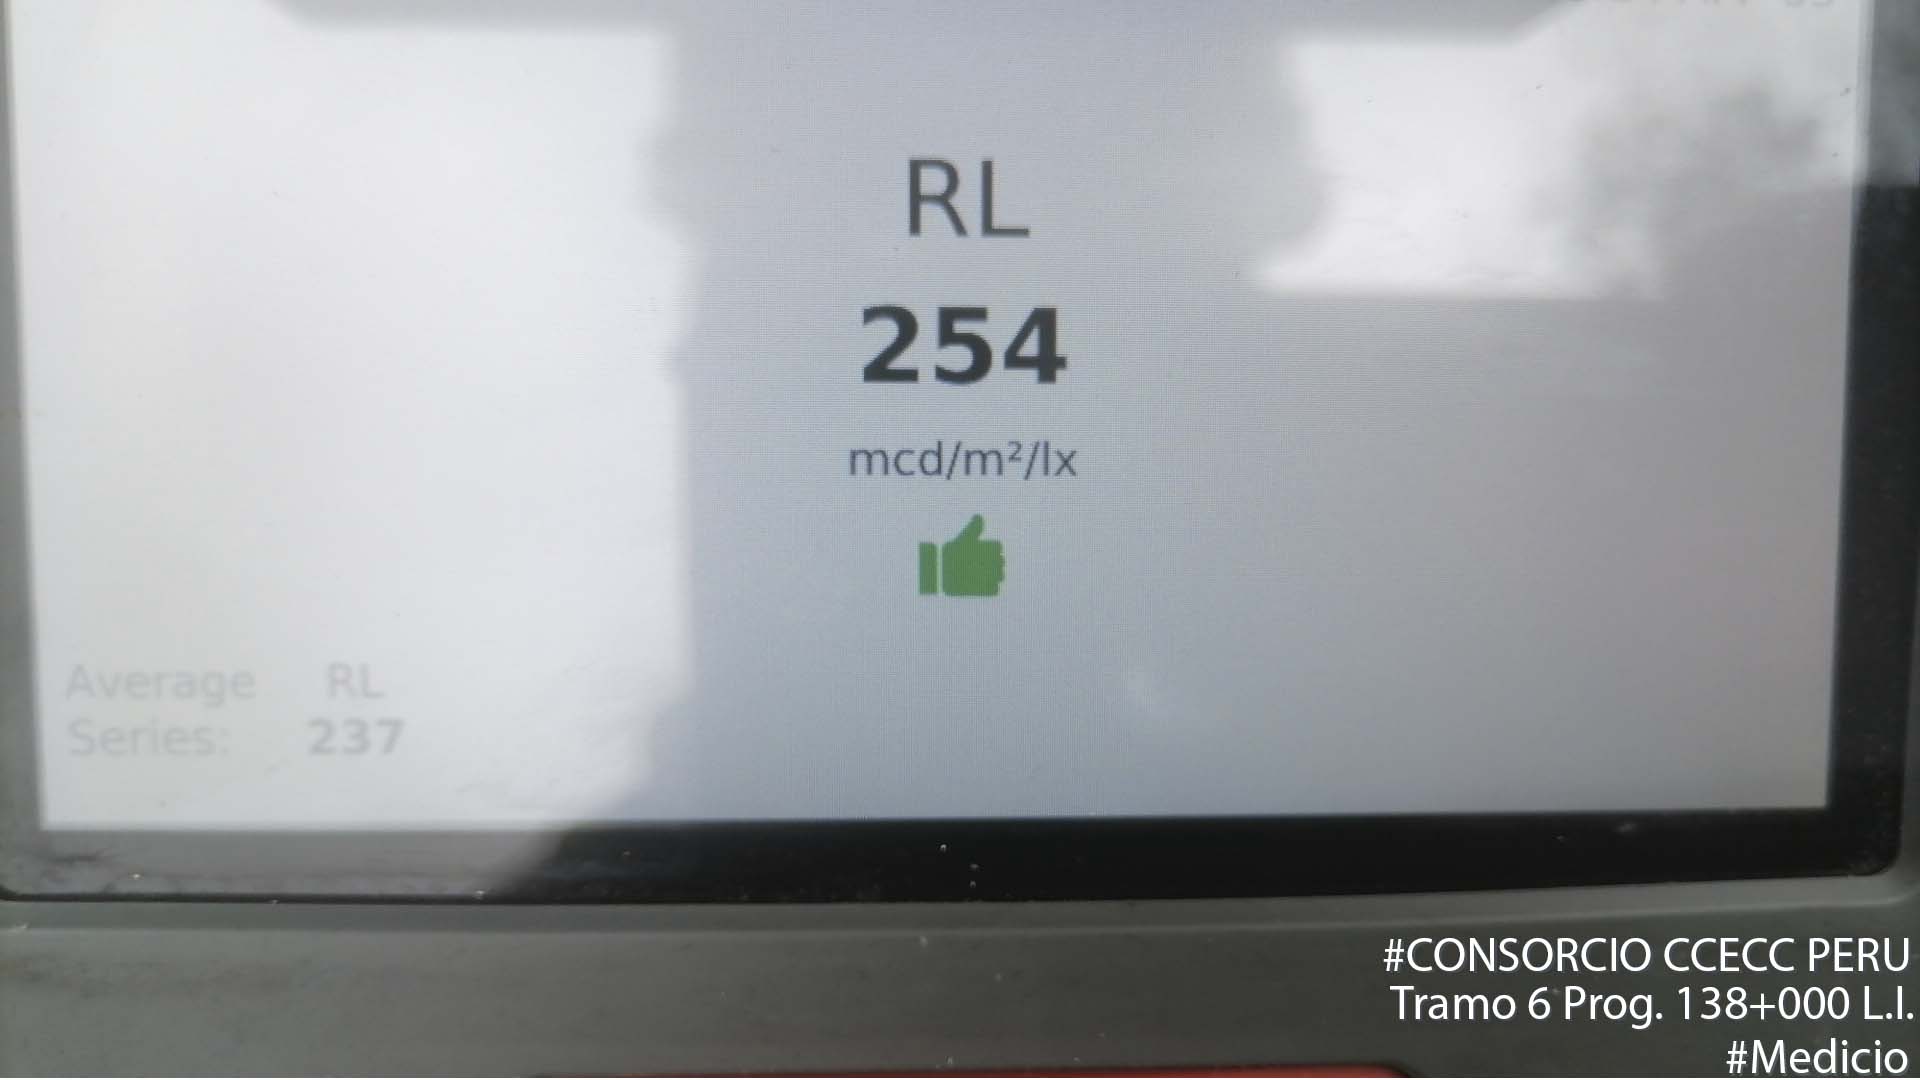 RL
254
mcd/m²/lx
Average RL
Series: 237
#CONSORCIO CCECC PERU
Tramo 6 Prog. 138+000 L.I.
#Medicio